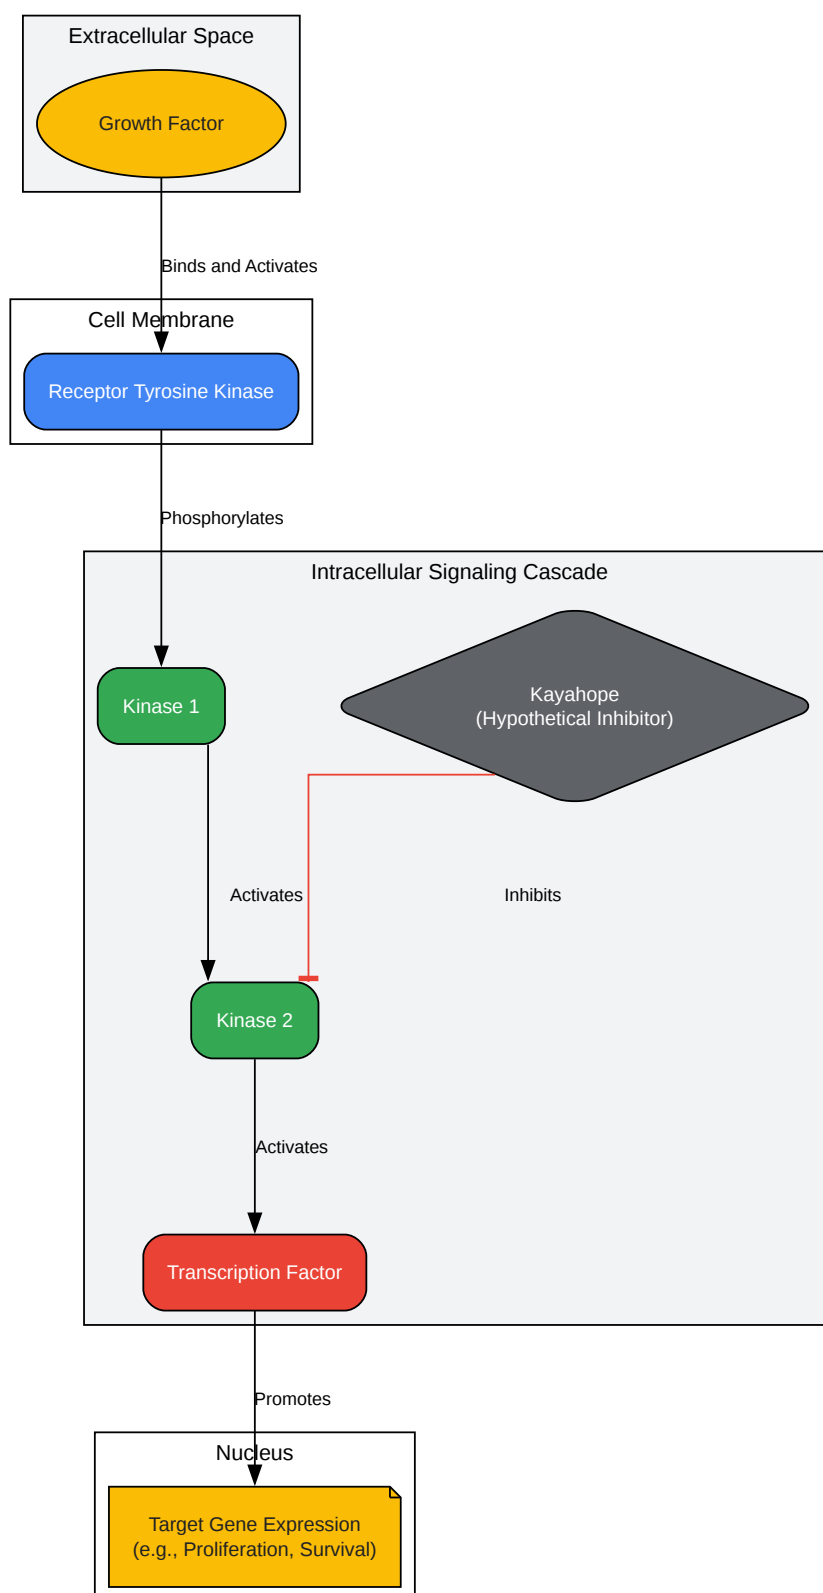 Extracellular Space
Growth Factor
Binds and Activates
Cell Membrane
Receptor Tyrosine Kinase
Phosphorylates
Intracellular Signaling Cascade
Kinase 1
Kayahope
(Hypothetical Inhibitor)
Activates
Inhibits
Kinase 2
Activates
Transcription Factor
Promotes
Nucleus
Target Gene Expression
(e.g., Proliferation, Survival)